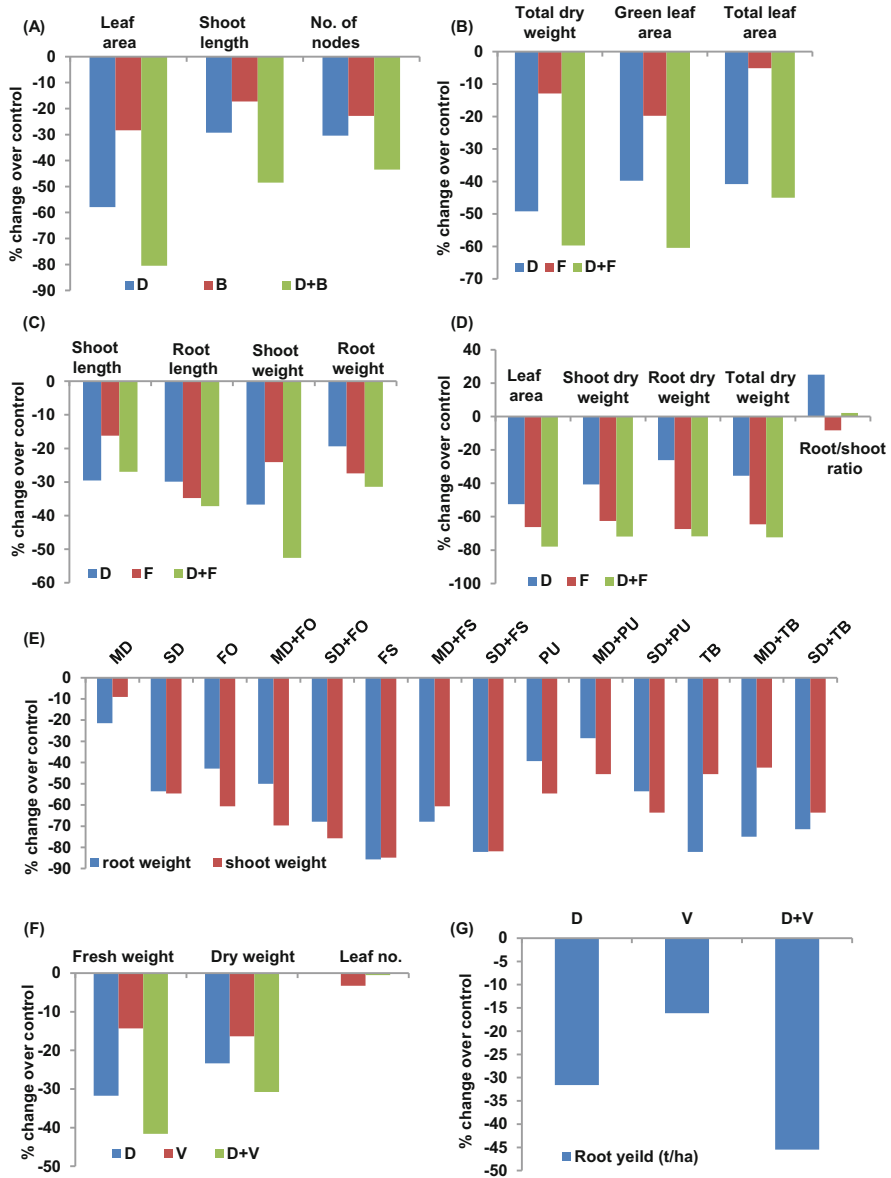 (A)
Leaf area
Shoot length
No. of nodes
% change over control
0
-10
-20
-30
-40
-50
-60
-70
-80
-90
D B D+B
(B)
Total dry weight
Green leaf area
Total leaf area
% change over control
0
-10
-20
-30
-40
-50
-60
-70
D F D+F
(C)
Shoot length
Root length
Shoot weight
Root weight
% change over control
0
-10
-20
-30
-40
-50
-60
D F D+F
(D)
Leaf area
Shoot dry weight
Root dry weight
Total dry weight
Root/shoot ratio
% change over control
40
20
0
-20
-40
-60
-80
-100
D F D+F
(E)
MD SD FO MD+FO SD+FO FS MD+FS SD+FS PU MD+PU SD+PU TB MD+TB SD+TB
% change over control
0
-10
-20
-30
-40
-50
-60
-70
-80
-90
root weight shoot weight
(F)
Fresh weight
Dry weight
Leaf no.
% change over control
0
-10
-20
-30
-40
-50
D V D+V
(G)
D V D+V
% change over control
0
-5
-10
-15
-20
-25
-30
-35
-40
-45
-50
Root yeild (t/ha)